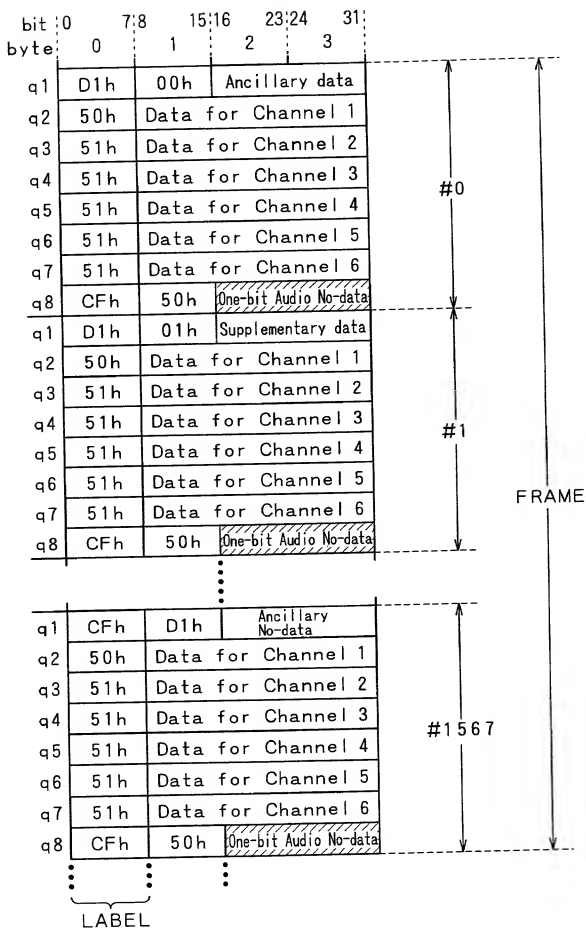 bit 0 7 8 15 16 23 24 31
byte 0 1 2 3
q1 D1h 00h Ancillary data
q2 50h Data for Channel 1
q3 51h Data for Channel 2
q4 51h Data for Channel 3
q5 51h Data for Channel 4
q6 51h Data for Channel 5
q7 51h Data for Channel 6
q8 CFh 50h One-bit Audio No-data
#0
q1 D1h 01h Supplementary data
q2 50h Data for Channel 1
q3 51h Data for Channel 2
q4 51h Data for Channel 3
q5 51h Data for Channel 4
q6 51h Data for Channel 5
q7 51h Data for Channel 6
q8 CFh 50h One-bit Audio No-data
#1
FRAME
q1 CFh D1h Ancillary
No-data
q2 50h Data for Channel 1
q3 51h Data for Channel 2
q4 51h Data for Channel 3
q5 51h Data for Channel 4
q6 51h Data for Channel 5
q7 51h Data for Channel 6
q8 CFh 50h One-bit Audio No-data
#1567
LABEL